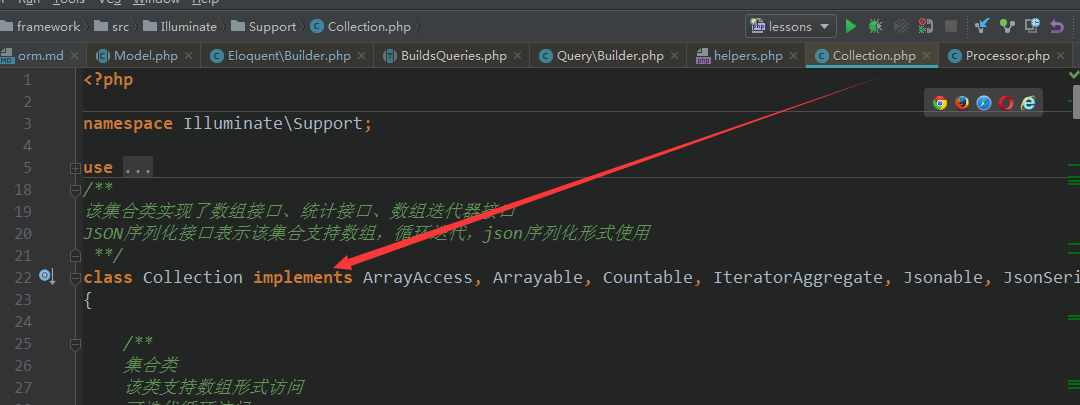 Run Tools VCS Window Help
framework src Illuminate Support Collection.php lessons
orm.md Model.php Eloquent\Builder.php BuildsQueries.php Query\Builder.php helpers.php Collection.php Processor.php
1 <?php
2
3 namespace Illuminate\Support;
4
5 use ...
18 /**
19 该集合类实现了数组接口、统计接口、数组迭代器接口
20 JSON序列化接口表示该集合支持数组，循环迭代，json序列化形式使用
21 **/
22 class Collection implements ArrayAccess, Arrayable, Countable, IteratorAggregate, Jsonable, JsonSeri
23 {
24
25 /**
26 集合类
27 该类支持数组形式访问